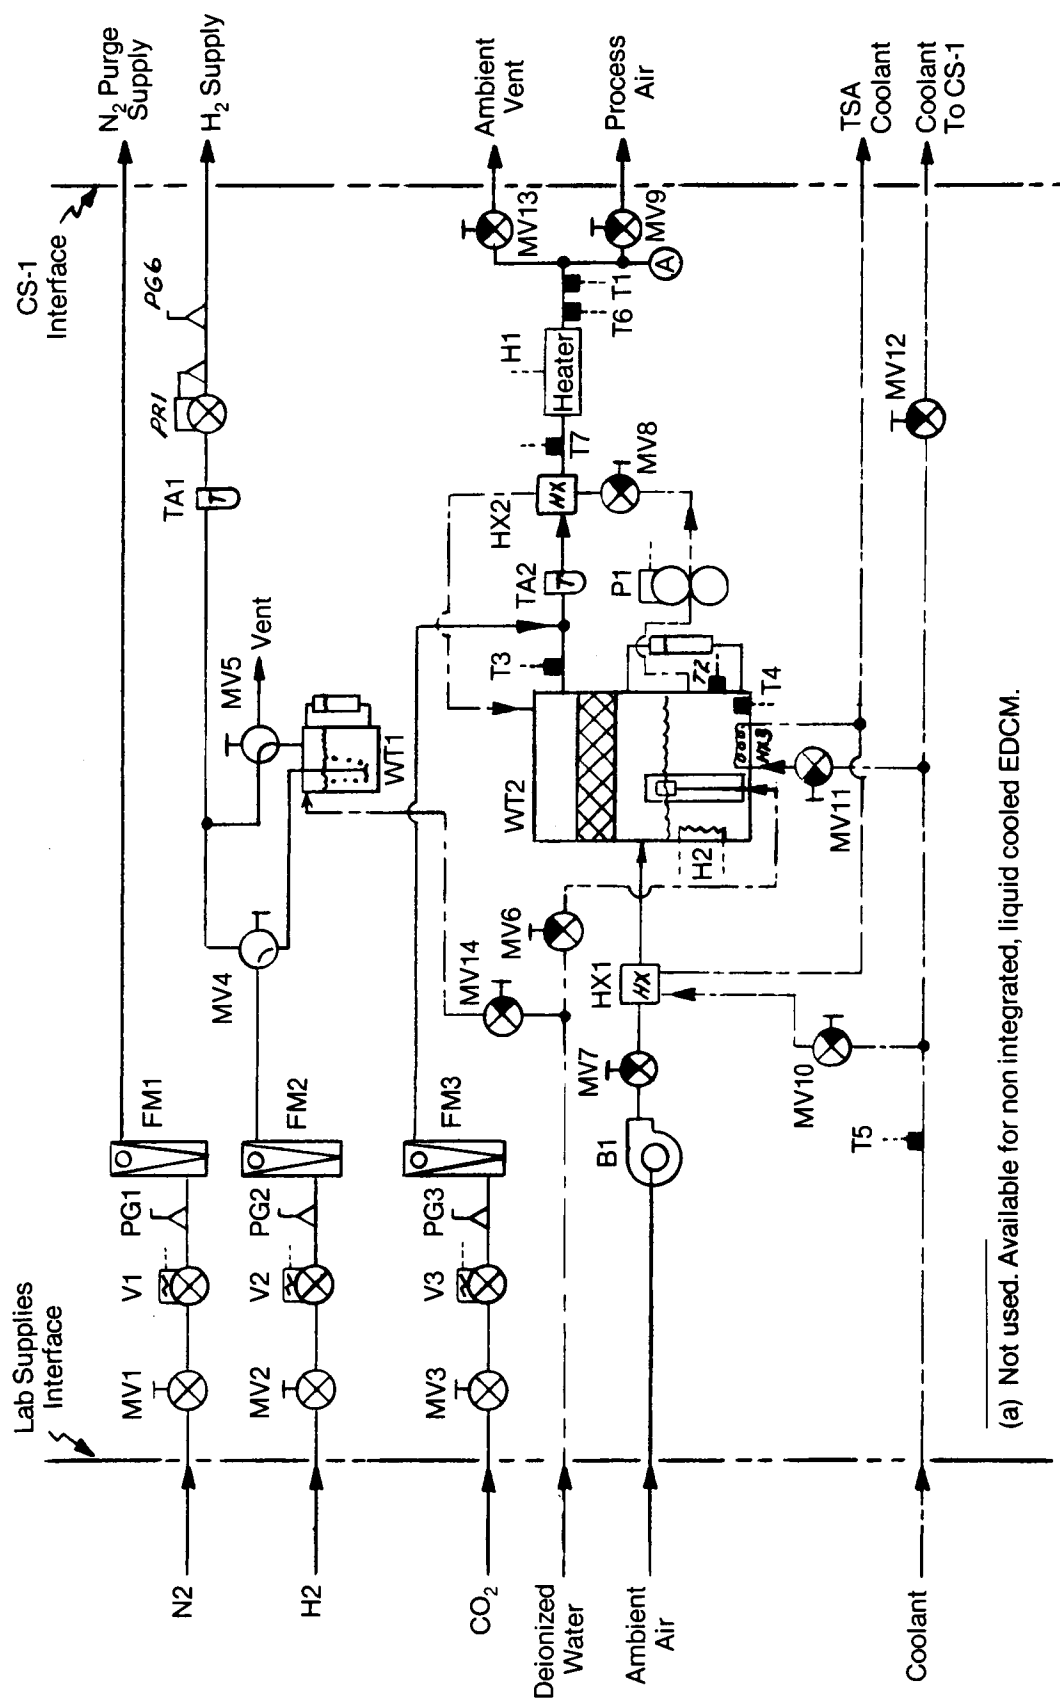 Lab Supplies
Interface
CS-1
Interface
N2
MV1
V1
PG1
FM1
N₂ Purge
Supply
H2
MV2
V2
PG2
FM2
MV4
MV5
Vent
TA1
PR1
PG6
H₂ Supply
WT1
CO₂
MV3
V3
PG3
FM3
MV14
Deionized
Water
MV6
WT2
T3
TA2
HX2
HX
T7
H1
Heater
T6
T1
MV13
Ambient
Vent
MV9
Process
Air
A
MV8
P1
Ambient
Air
B1
MV7
HX1
HX
H2
HX3
T2
T4
MV11
MV10
TSA
Coolant
Coolant
T5
MV12
Coolant
To CS-1
(a) Not used. Available for non integrated, liquid cooled EDCM.